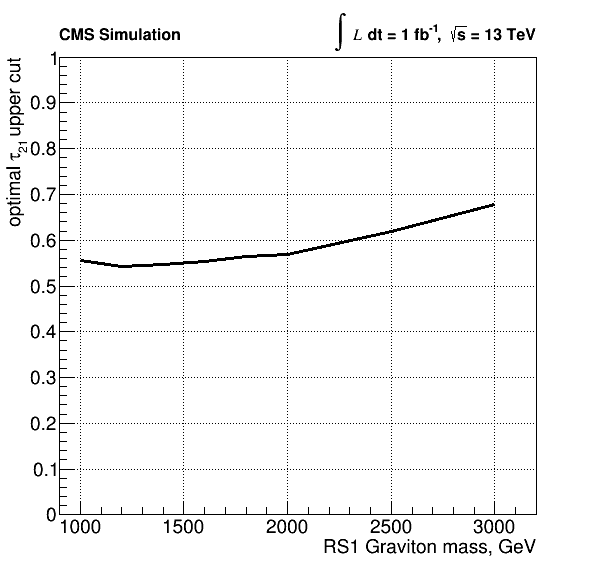 CMS Simulation
∫ L dt = 1 fb⁻¹, √s = 13 TeV
optimal τ₂₁ upper cut
1
0.9
0.8
0.7
0.6
0.5
0.4
0.3
0.2
0.1
0
1000 1500 2000 2500 3000
RS1 Graviton mass, GeV